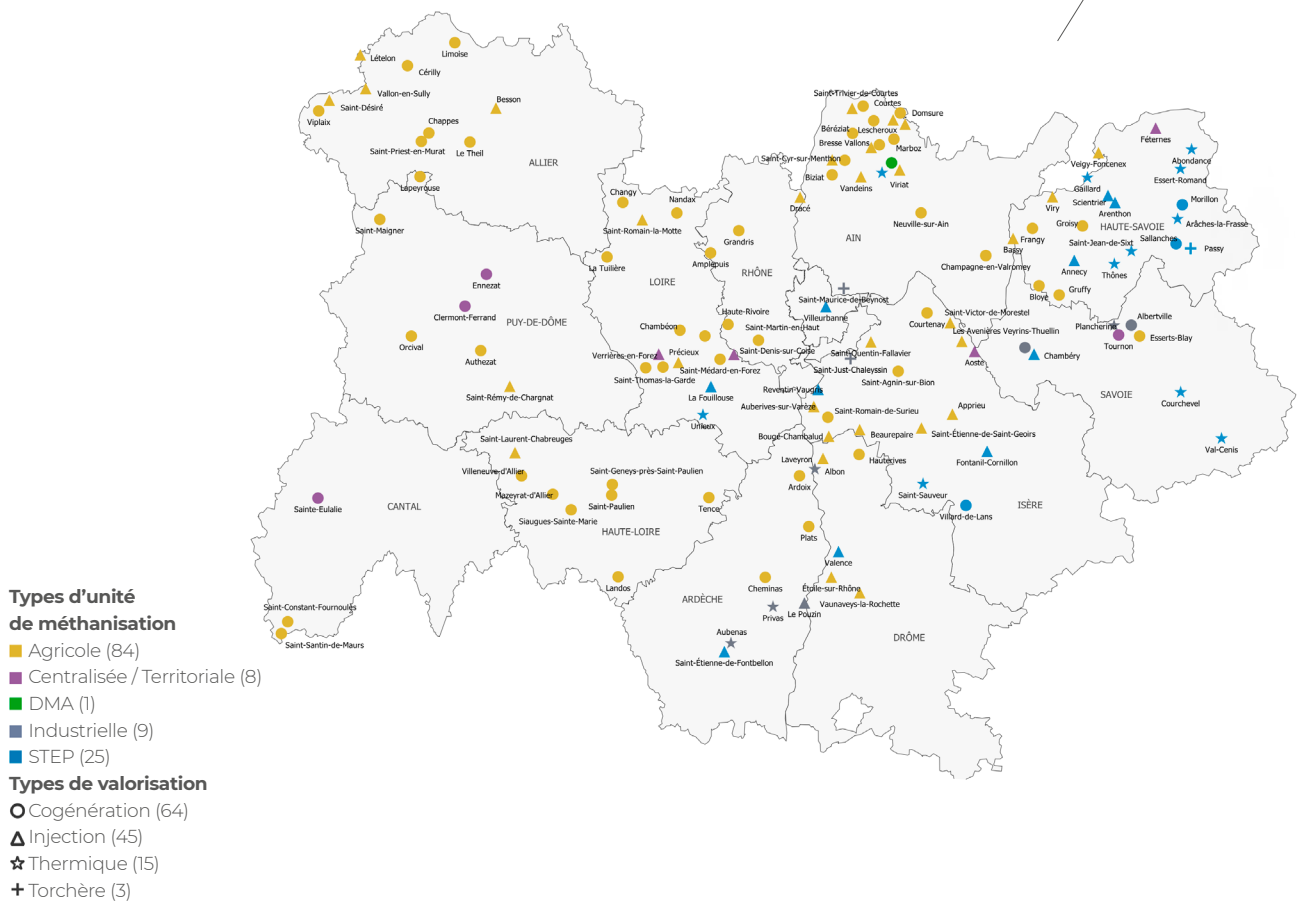 Limoise
Lételon
Cérilly
Vallon-en-Sully
Besson
Saint-Désiré
Viplaix
Chappes
Saint-Priest-en-Murat
Le Theil
ALLIER
Lapeyrouse
Saint-Maigner
Ennezat
Clermont-Ferrand
PUY-DE-DÔME
Orcival
Authezat
Saint-Rémy-de-Chargnat
Changy
Nandax
Saint-Romain-la-Motte
La Tuilière
LOIRE
Grandris
Amplepuis
RHÔNE
Haute-Rivoire
Chambéon
Saint-Martin-en-Haut
Verrières-en-Forez
Précieux
Saint-Denis-sur-Coise
Saint-Médard-en-Forez
Saint-Thomas-la-Garde
La Fouillouse
Unieux
Saint-Trivier-de-Courtes
Courtes
Domsure
Béréziat
Lescheroux
Bresse Vallons
Marboz
Saint-Cyr-sur-Menthon
Biziat
Vandeins
Viriat
Dracé
Neuville-sur-Ain
AIN
Champagne-en-Valromey
Saint-Maurice-de-Beynost
Villeurbanne
Féternes
Veigy-Foncenex
Abondance
Essert-Romand
Gaillard
Scientrier
Morillon
Viry
Arenthon
Groisy
HAUTE-SAVOIE
Arâches-la-Frasse
Frangy
Saint-Jean-de-Sixt
Sallanches
Bassy
Passy
Annecy
Thônes
Bloye
Gruffy
Saint-Victor-de-Morestel
Courtenay
Les Avenières Veyrins-Thuellin
Plancherine
Albertville
Tournon
Esserts-Blay
Saint-Quentin-Fallavier
Aoste
Chambéry
Saint-Just-Chaleyssin
Saint-Agnin-sur-Bion
Reventin-Vaugris
SAVOIE
Courchevel
Auberives-sur-Varèze
Saint-Romain-de-Surieu
Apprieu
Bougé-Chambalud
Beaurepaire
Saint-Étienne-de-Saint-Geoirs
Val-Cenis
Laveyron
Hauterives
Fontanil-Cornillon
Albon
Ardoix
Saint-Sauveur
ISÈRE
Villard-de-Lans
Saint-Laurent-Chabreuges
Villeneuve-d'Allier
Saint-Geneys-près-Saint-Paulien
Mazeyrat-d'Allier
Saint-Paulien
Tence
Siaugues-Sainte-Marie
HAUTE-LOIRE
Sainte-Eulalie
CANTAL
Landos
Plats
Valence
Cheminas
Étoile-sur-Rhône
ARDÈCHE
Vaunaveys-la-Rochette
Privas
Le Pouzin
DRÔME
Aubenas
Saint-Étienne-de-Fontbellon
Saint-Constant-Fournoulès
Saint-Santin-de-Maurs
Types d’unité
de méthanisation
Agricole (84)
Centralisée / Territoriale (8)
DMA (1)
Industrielle (9)
STEP (25)
Types de valorisation
Cogénération (64)
Injection (45)
Thermique (15)
Torchère (3)